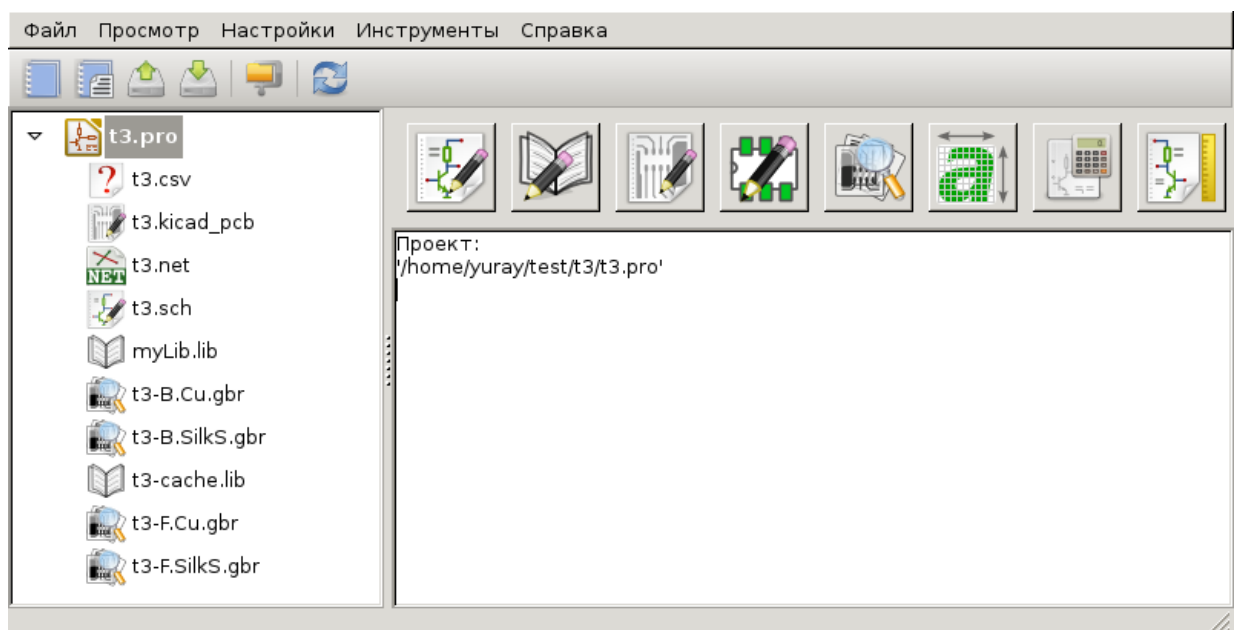 Файл Просмотр Настройки Инструменты Справка
t3.pro
t3.csv
t3.kicad_pcb
NET t3.net
t3.sch
myLib.lib
t3-B.Cu.gbr
t3-B.SilkS.gbr
t3-cache.lib
t3-F.Cu.gbr
t3-F.SilkS.gbr
a
Проект:
'/home/yuray/test/t3/t3.pro'